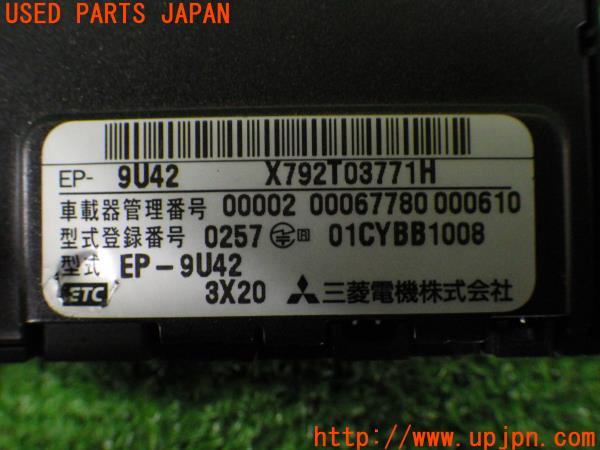 USED PARTS JAPAN
EP- 9U42 X792T03771H
車載器管理番号 00002 00067780 000610
型式登録番号 0257 01CYBB1008
型式 EP-9U42
ETC 3X20 三菱電機株式会社
http://www.upjpn.com/